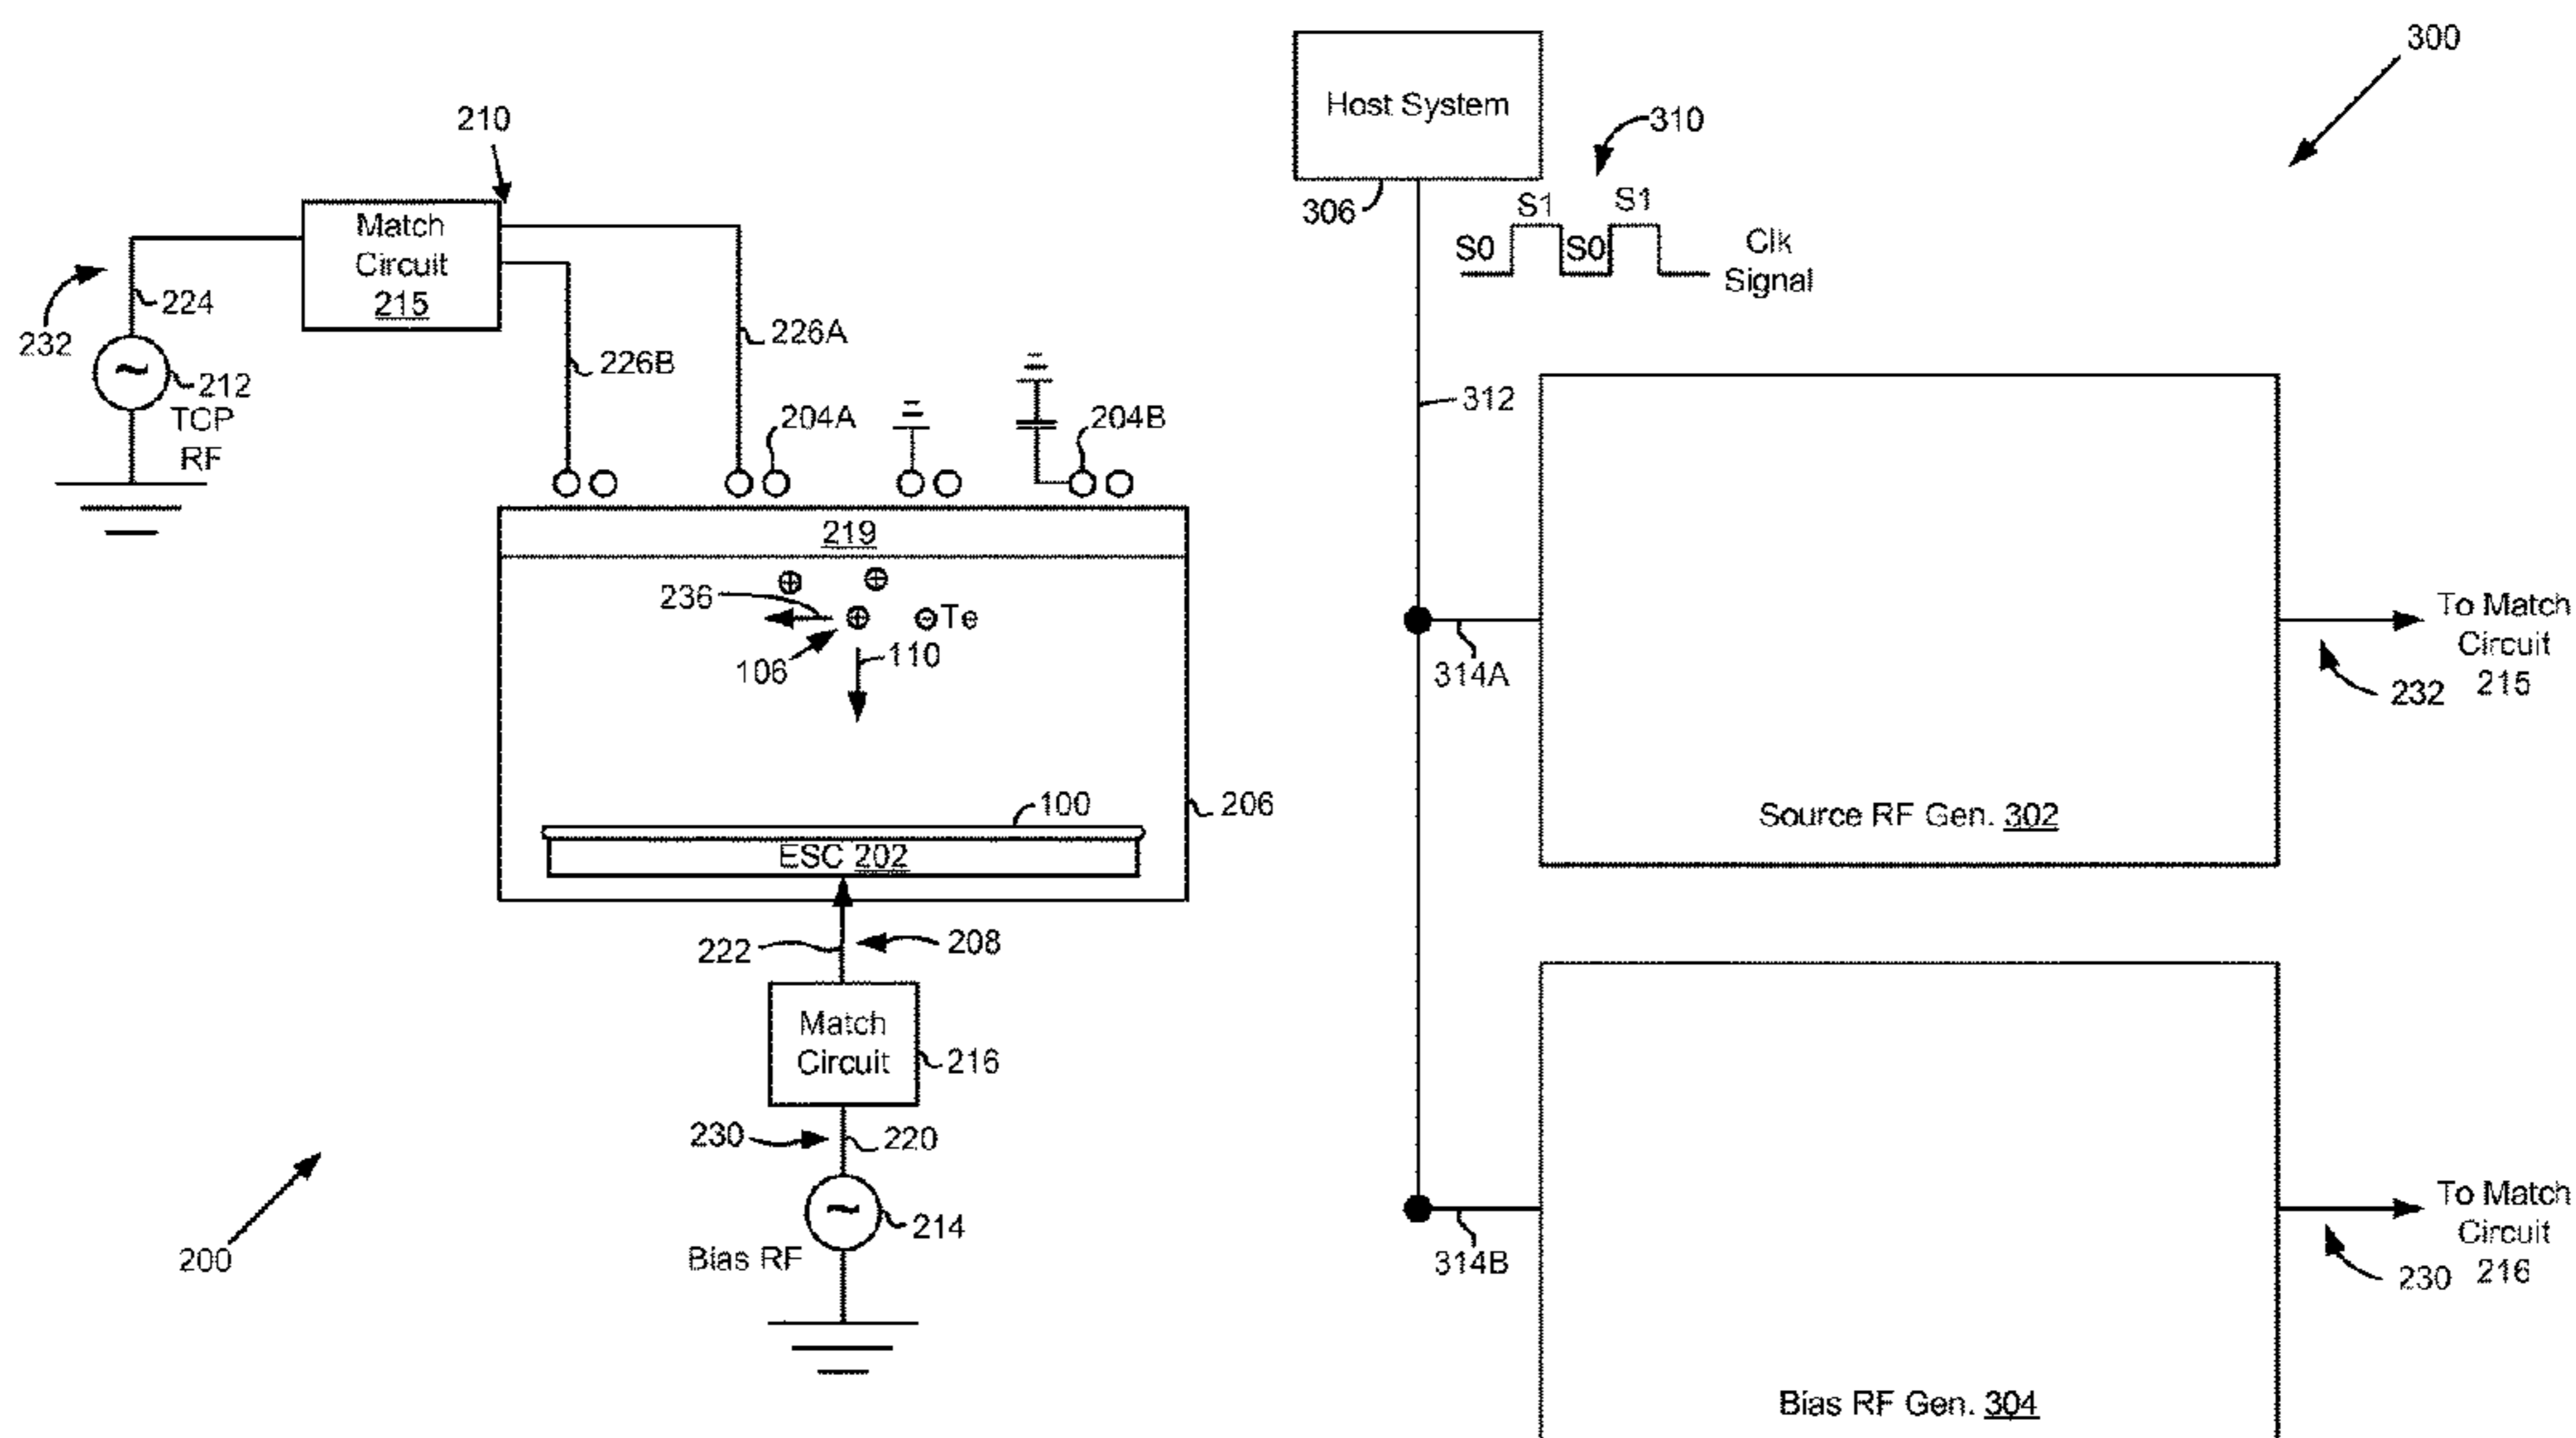 210
Match
Circuit
215
224
232
212
TCP
RF
226A
226B
204A
204B
219
236
Te
106
110
100
206
ESC 202
222
208
Match
Circuit
216
230
220
214
Bias RF
200
300
Host System
310
306
S1
S1
S0
S0
Clk
Signal
312
To Match
Circuit
215
314A
232
Source RF Gen. 302
To Match
Circuit
216
314B
230
Bias RF Gen. 304